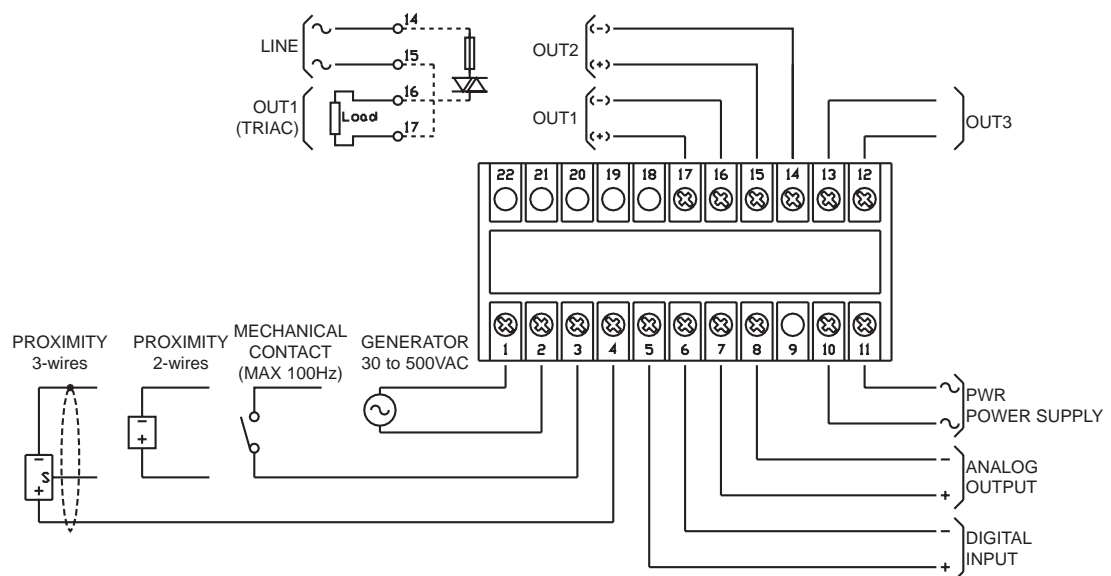 14
LINE
15
16
OUT1
(TRIAC)
Load
17
OUT2
(-)
(+)
OUT1
(-)
(+)
OUT3
22 21 20 19 18 17 16 15 14 13 12
1 2 3 4 5 6 7 8 9 10 11
PROXIMITY
3-wires
PROXIMITY
2-wires
MECHANICAL
CONTACT
(MAX 100Hz)
GENERATOR
30 to 500VAC
-
S
+
-
+
PWR
POWER SUPPLY
-
ANALOG
OUTPUT
+
-
DIGITAL
INPUT
+